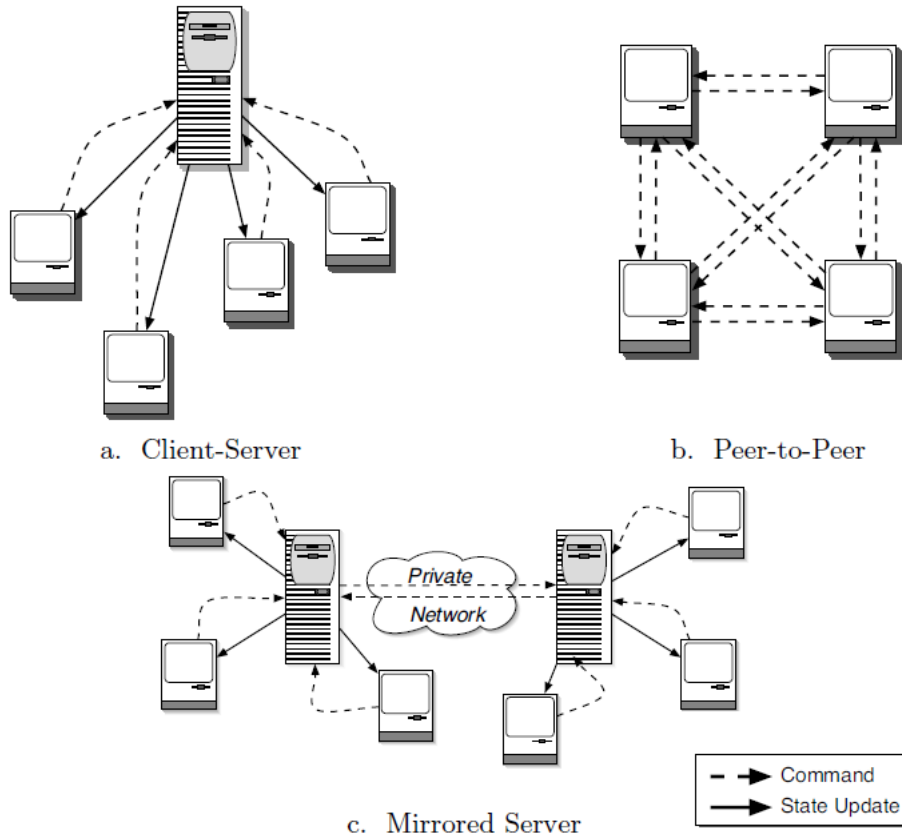 a. Client-Server
b. Peer-to-Peer
Private
Network
Command
State Update
c. Mirrored Server